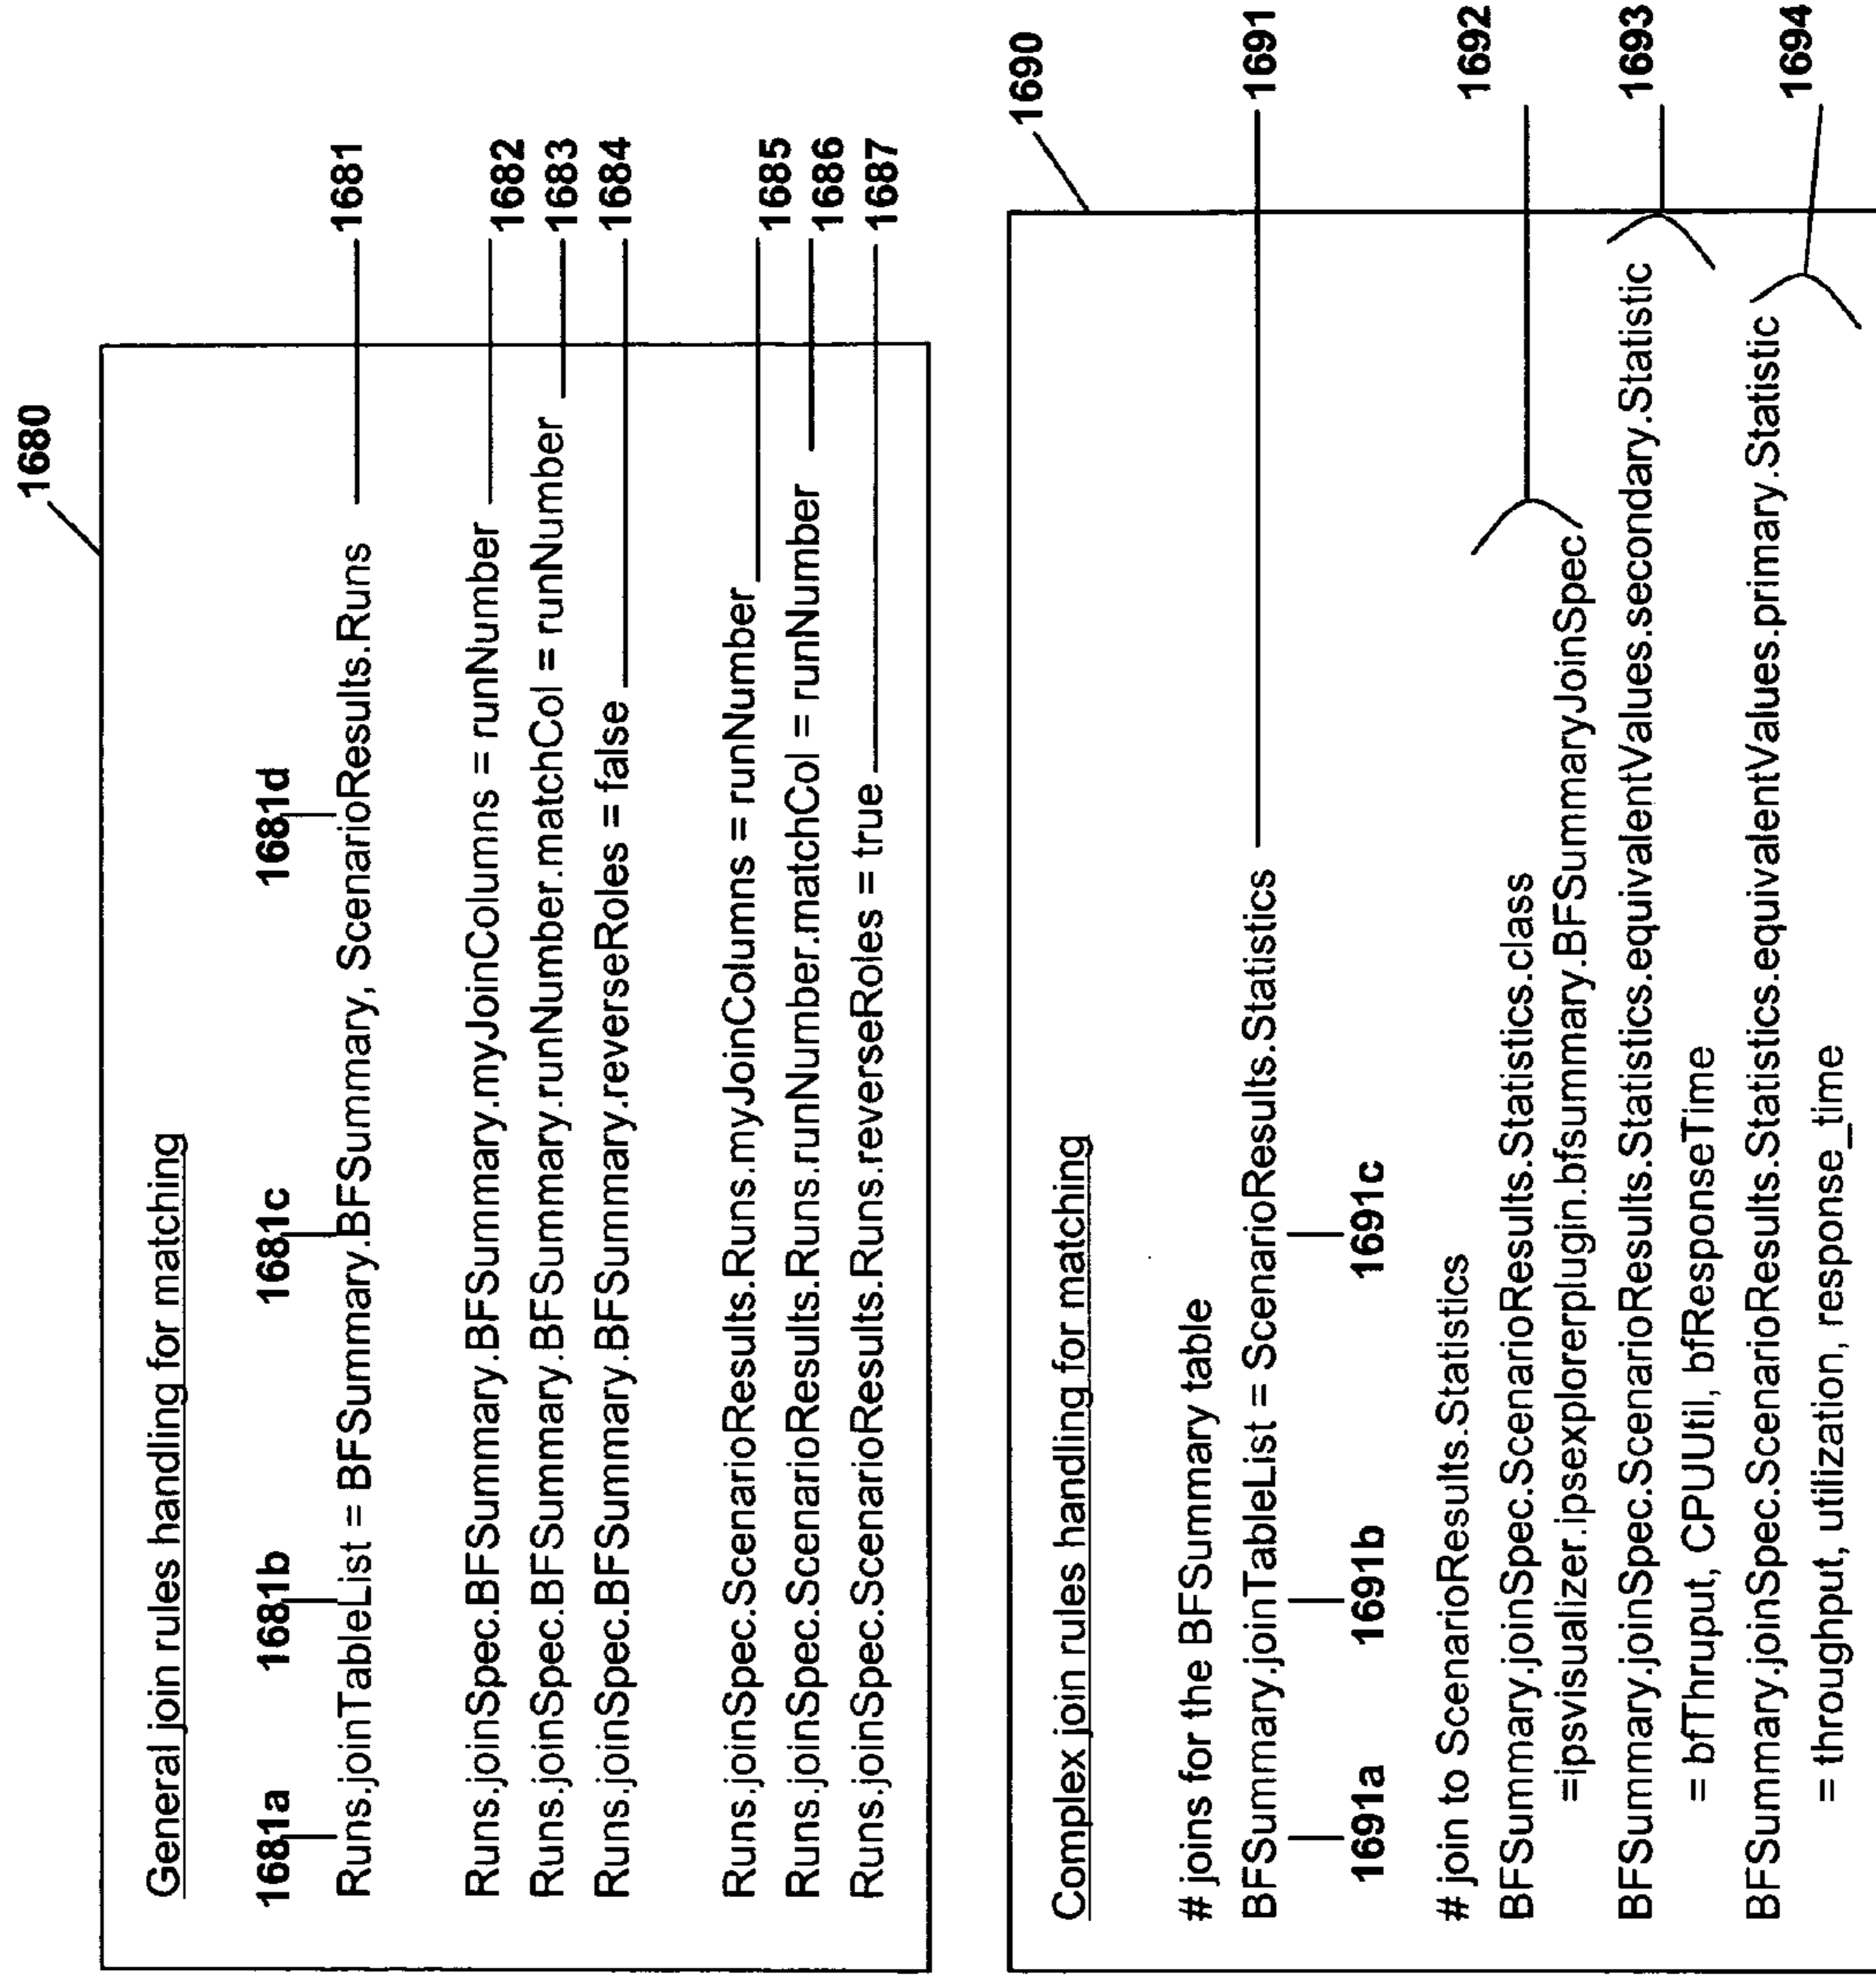 1680
General join rules handling for matching
1681a 1681b 1681c 1681d
Runs.joinTableList = BFSummary.BFSummary, ScenarioResults.Runs 1681
Runs.joinSpec.BFSummary.BFSummary.myJoinColumns = runNumber 1682
Runs.joinSpec.BFSummary.BFSummary.runNumber.matchCol = runNumber 1683
Runs.joinSpec.BFSummary.BFSummary.reverseRoles = false 1684
Runs.joinSpec.ScenarioResults.Runs.myJoinColumns = runNumber 1685
Runs.joinSpec.ScenarioResults.Runs.runNumber.matchCol = runNumber 1686
Runs.joinSpec.ScenarioResults.Runs.reverseRoles = true 1687
1690
Complex join rules handling for matching
# joins for the BFSummary table
BFSummary.joinTableList = ScenarioResults.Statistics 1691
1691a 1691b 1691c
# join to ScenarioResults.Statistics
BFSummary.joinSpec.ScenarioResults.Statistics.class 1692
=ipsvisualizer.ipsexplorerplugin.bfsummary.BFSummaryJoinSpec
BFSummary.joinSpec.ScenarioResults.Statistics.equivalentValues.secondary.Statistic 1693
= bfThruput, CPUUtil, bfResponseTime
BFSummary.joinSpec.ScenarioResults.Statistics.equivalentValues.primary.Statistic 1694
= throughput, utilization, response_time